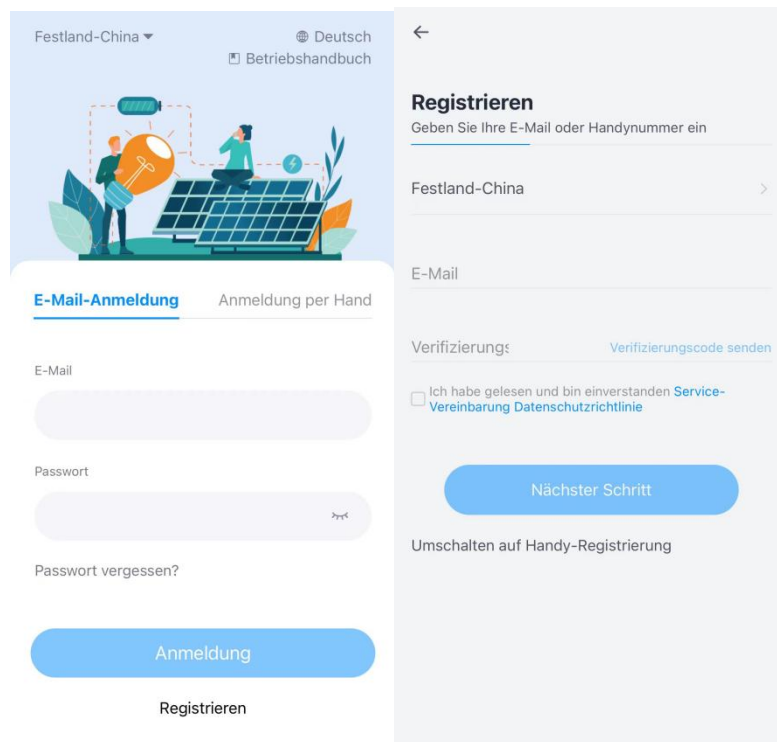 Festland-China
Deutsch
Betriebshandbuch
E-Mail-Anmeldung
Anmeldung per Hand
E-Mail
Passwort
Passwort vergessen?
Anmeldung
Registrieren
Registrieren
Geben Sie Ihre E-Mail oder Handynummer ein
Festland-China
E-Mail
Verifizierungs
Verifizierungscode senden
Ich habe gelesen und bin einverstanden Service-
Vereinbarung Datenschutzrichtlinie
Nächster Schritt
Umschalten auf Handy-Registrierung